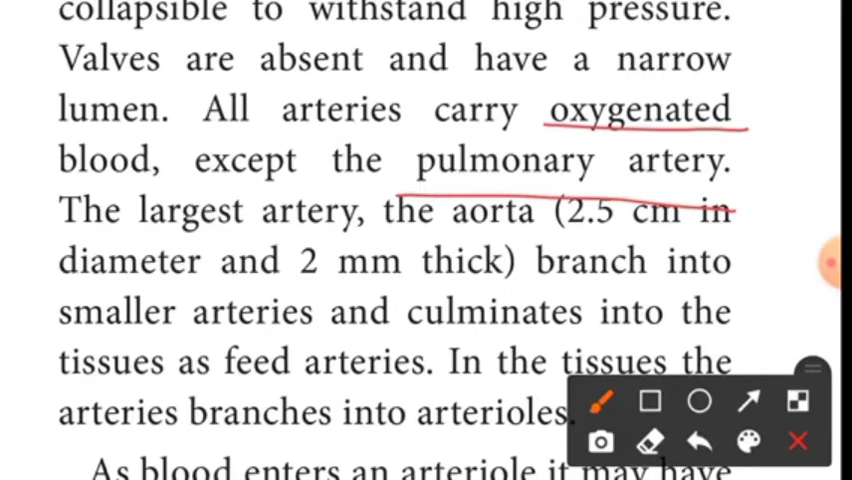 collapsible to withstand high pressure.
Valves are absent and have a narrow
lumen. All arteries carry oxygenated
blood, except the pulmonary artery.
The largest artery, the aorta (2.5 cm in
diameter and 2 mm thick) branch into
smaller arteries and culminates into the
tissues as feed arteries. In the tissues the
arteries branches into arterioles.
As blood enters an arteriole it may have